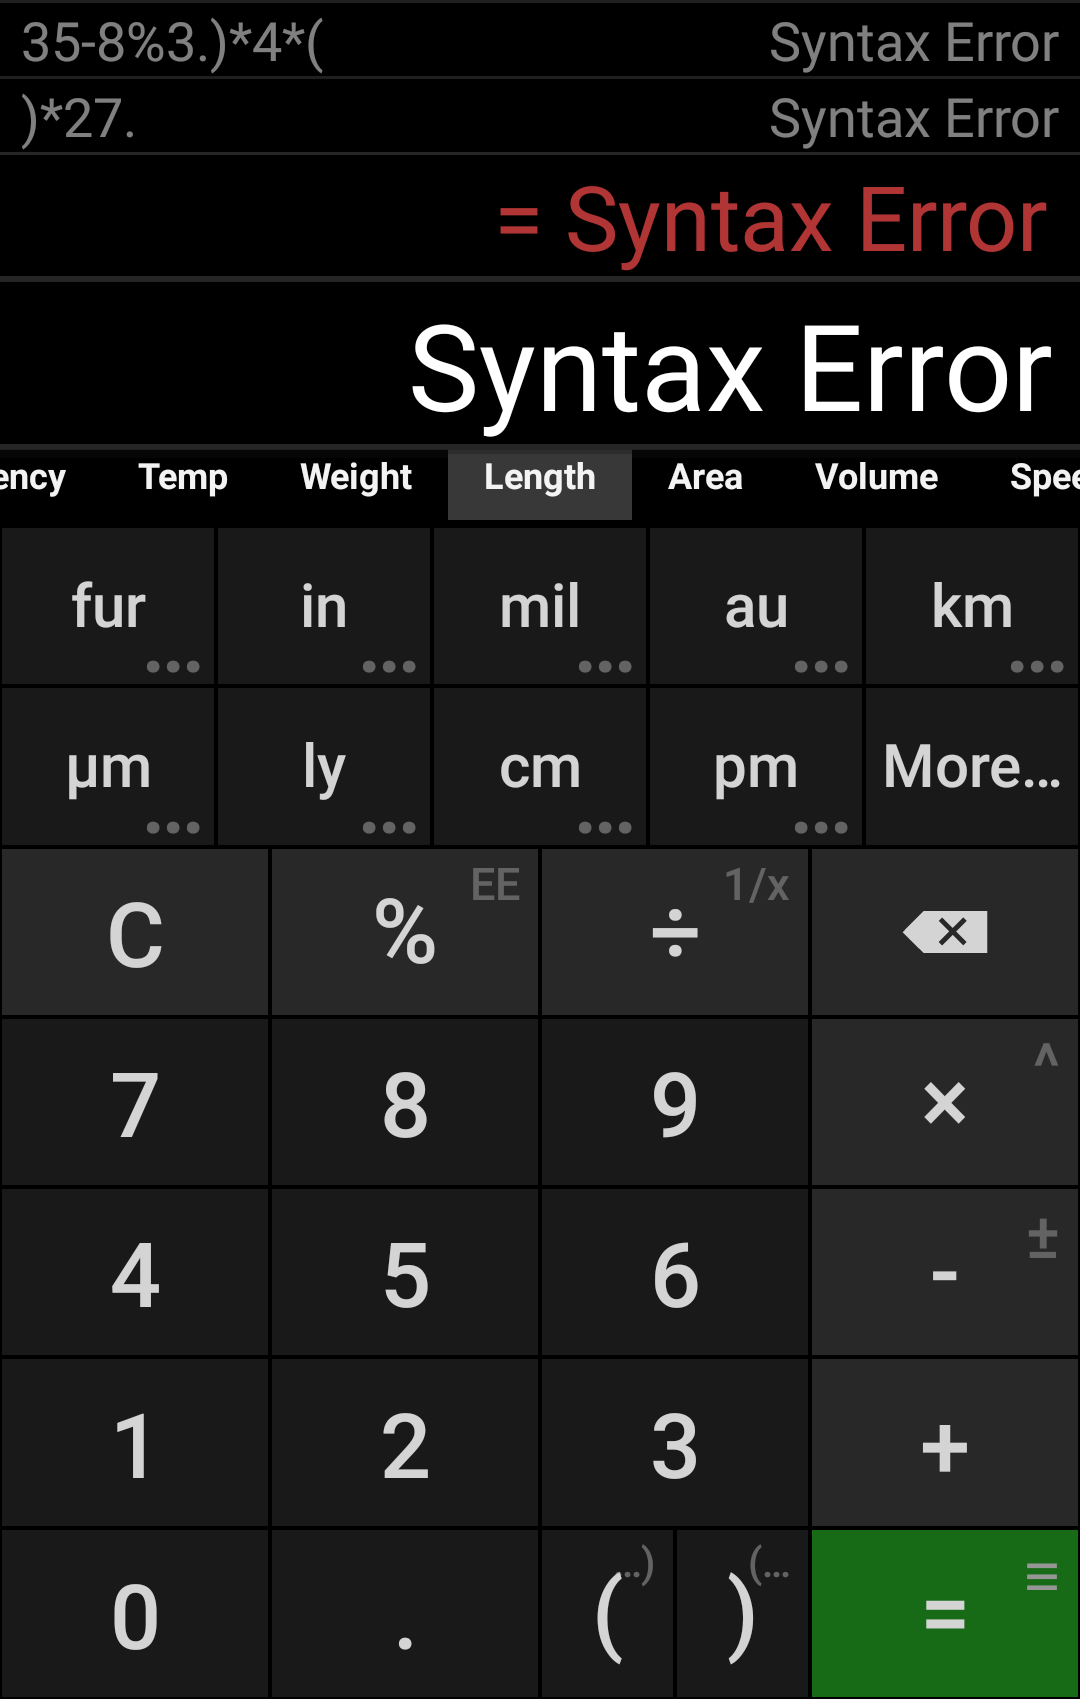 35-8%3.)*4*( Syntax Error
)*27. Syntax Error
= Syntax Error
Syntax Error
ency Temp Weight Length Area Volume Spee
fur in mil au km
µm ly cm pm More...
C % EE ÷ 1/x
7 8 9 × ^
4 5 6 - ±
1 2 3 + 
0 . ( ..) ) (... =